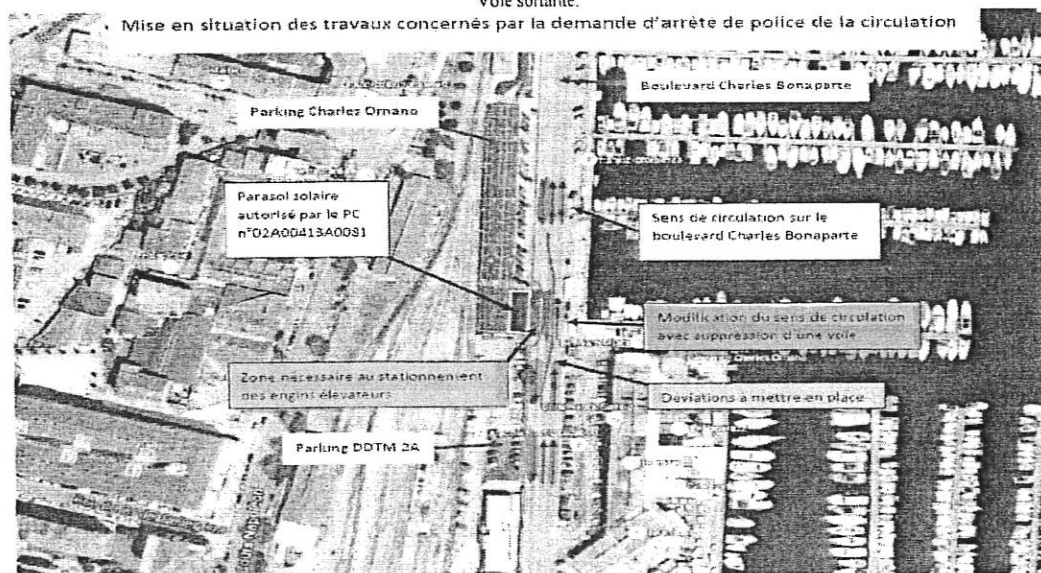 Voie sortante.
Mise en situation des travaux concernés par la demande d'arrète de police de la circulation
Boulevard Charles Bonaparte
Parking Charles Ornano
Parasol solaire
autorisé par le PC
n°02A00413A0081
Sens de circulation sur le
boulevard Charles Bonaparte
Modification du sens de circulation
avec suppression d'une voie
Charles Ornano
Zone nécessaire au stationnement
des engins élévateurs
Déviations à mettre en place
Parking DDTM 2A